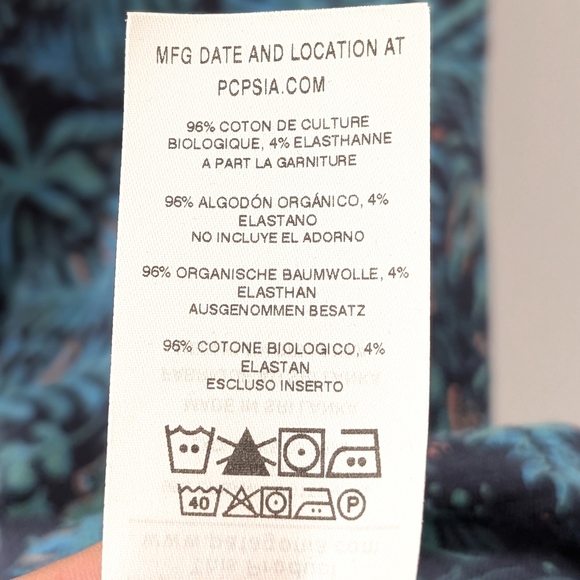 MFG DATE AND LOCATION AT
PCPSIA.COM
96% COTON DE CULTURE
BIOLOGIQUE, 4% ELASTHANNE
A PART LA GARNITURE
96% ALGODÓN ORGÁNICO, 4%
ELASTANO
NO INCLUYE EL ADORNO
96% ORGANISCHE BAUMWOLLE, 4%
ELASTHAN
AUSGENOMMEN BESATZ
96% COTONE BIOLOGICO, 4%
ELASTAN
ESCLUSO INSERTO
40 P